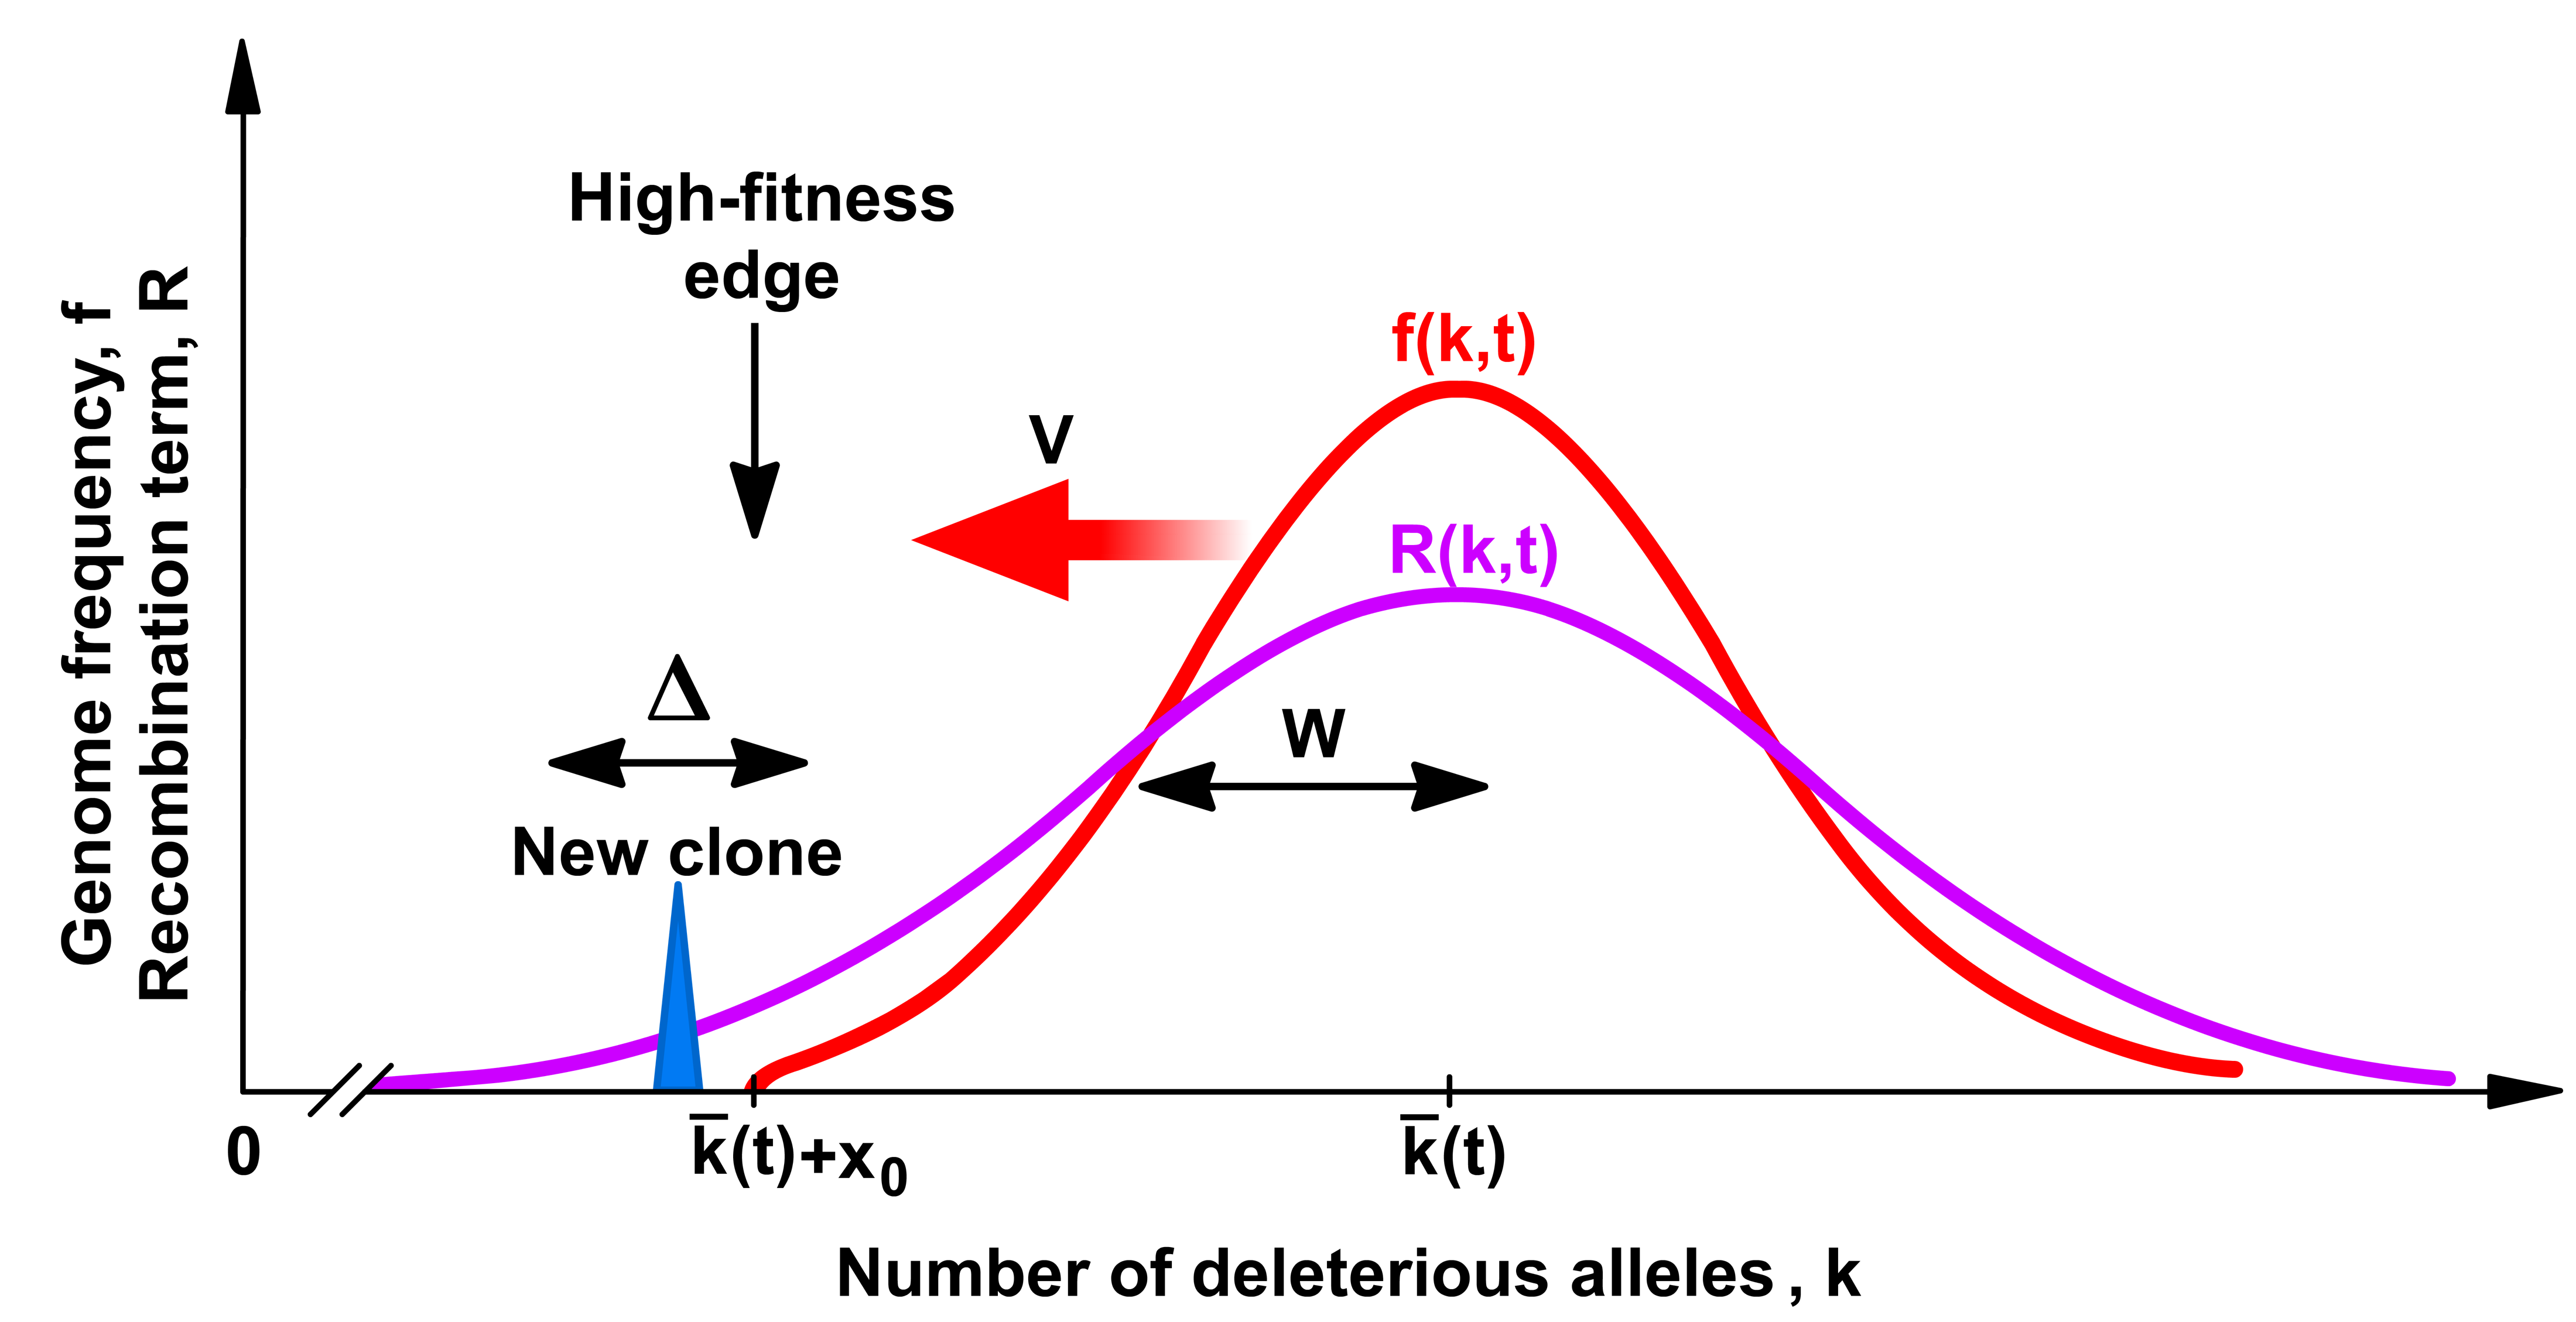 Genome frequency, f
Recombination term, R
High-fitness
edge
f(k,t)
V
R(k,t)
Δ
W
New clone
0
k̅(t)+x₀
k̅(t)
Number of deleterious alleles , k